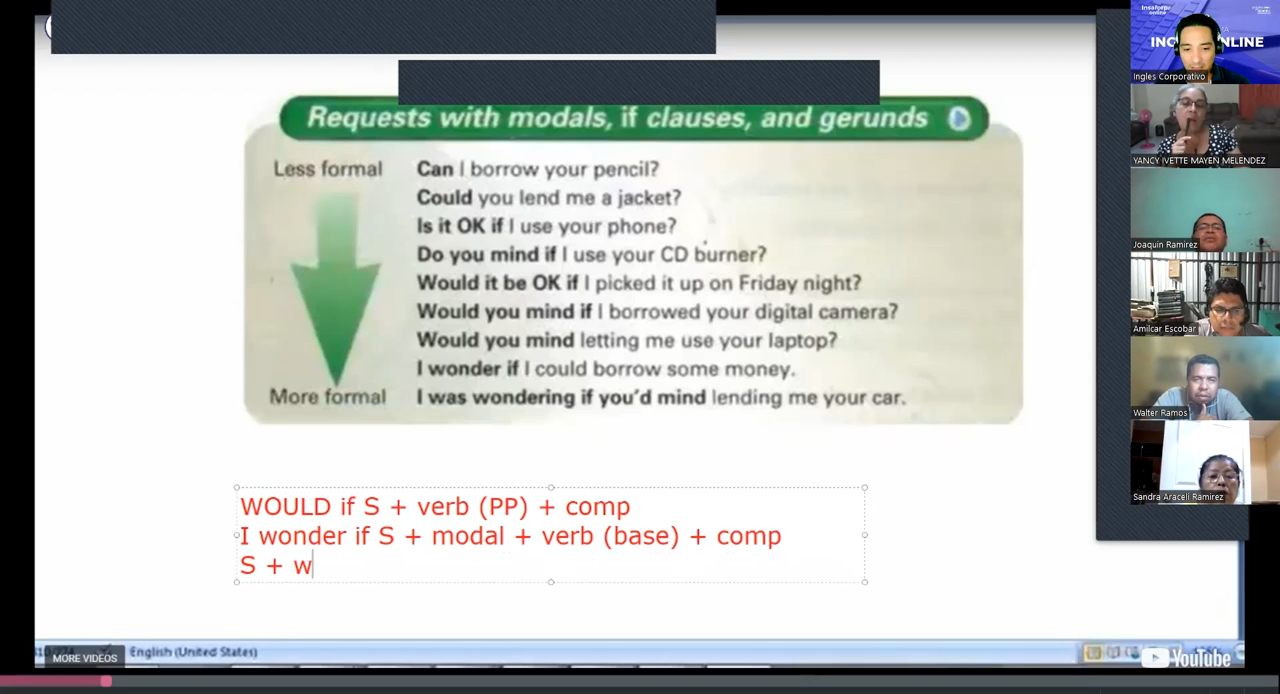 Insaforp
online
INGLES ONLINE
Ingles Corporativo
YANCY IVETTE MAYEN MELENDEZ
Joaquin Ramirez
Amilcar Escobar
Walter Ramos
Sandra Araceli Ramirez
Requests with modals, if clauses, and gerunds
Less formal
Can I borrow your pencil?
Could you lend me a jacket?
Is it OK if I use your phone?
Do you mind if I use your CD burner?
Would it be OK if I picked it up on Friday night?
Would you mind if I borrowed your digital camera?
Would you mind letting me use your laptop?
I wonder if I could borrow some money.
More formal
I was wondering if you'd mind lending me your car.
WOULD if S + verb (PP) + comp
I wonder if S + modal + verb (base) + comp
S + w
English (United States)
MORE VIDEOS
YouTube